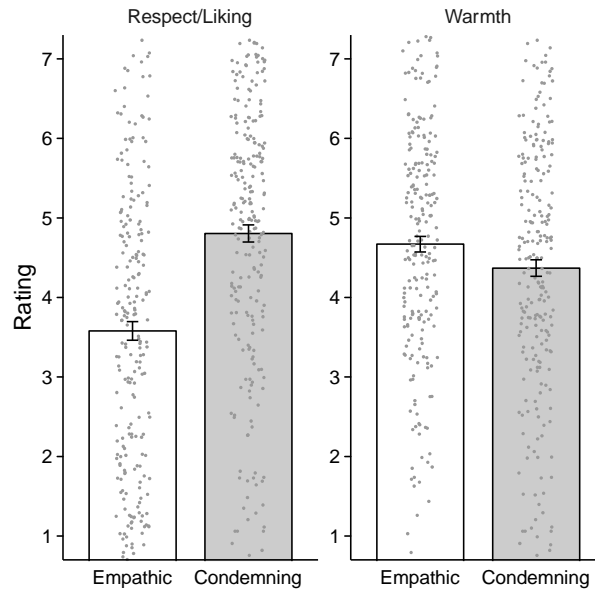 Respect/Liking
Warmth
Rating
7
6
5
4
3
2
1
Empathic
Condemning
7
6
5
4
3
2
1
Empathic
Condemning